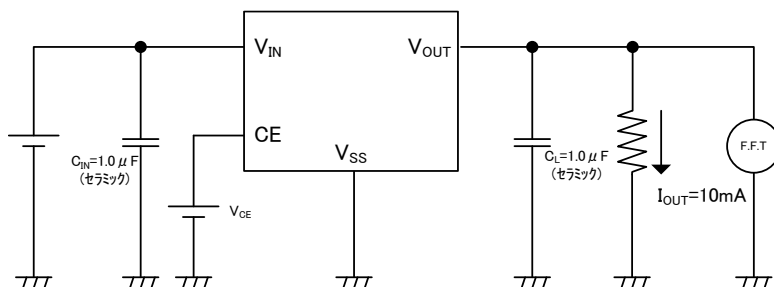 V_IN
V_OUT
CE
V_SS
C_IN=1.0μF
(セラミック)
V_CE
C_L=1.0μF
(セラミック)
I_OUT=10mA
F.F.T